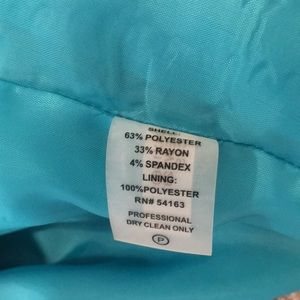 SHELL:
63% POLYESTER
33% RAYON
4% SPANDEX
LINING:
100%POLYESTER
RN# 54163
PROFESSIONAL
DRY CLEAN ONLY
P